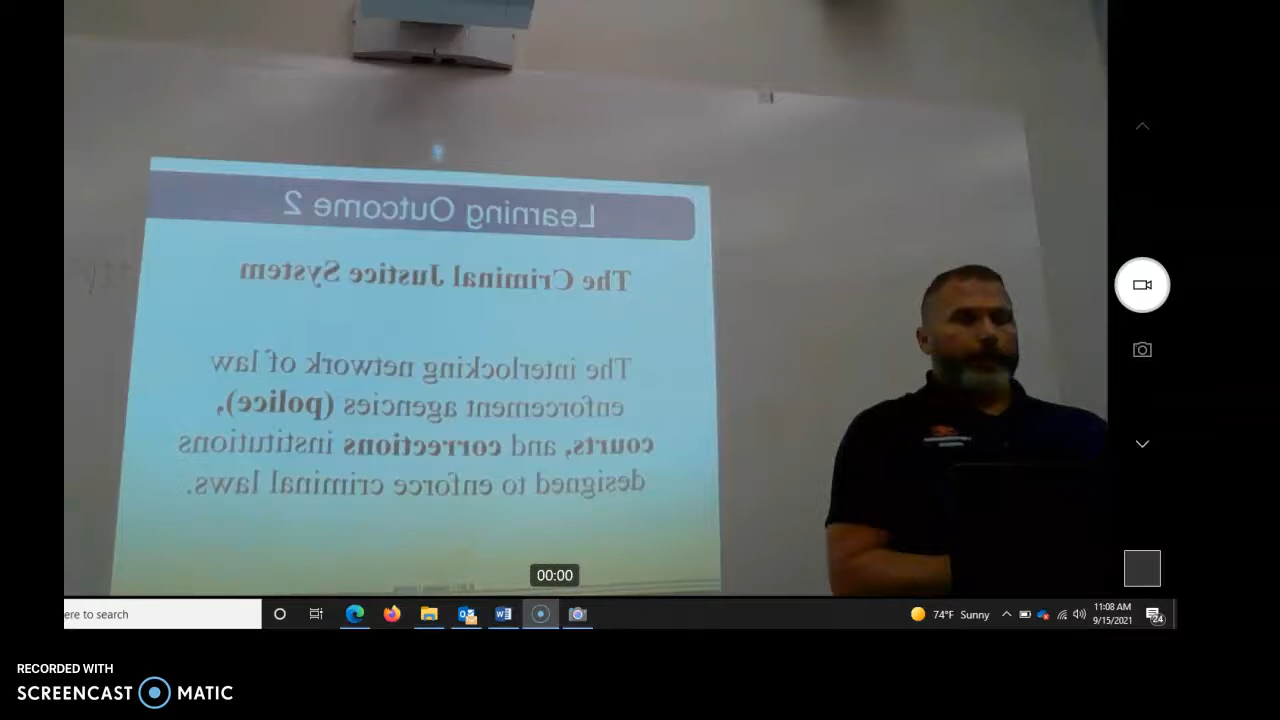 Learning Outcome 2
The Criminal Justice System
The interlocking network of law
enforcement agencies (police),
courts, and corrections institutions
designed to enforce criminal laws.
00:00
ere to search
74°F Sunny
11:08 AM
9/15/2021
24
RECORDED WITH
SCREENCAST MATIC